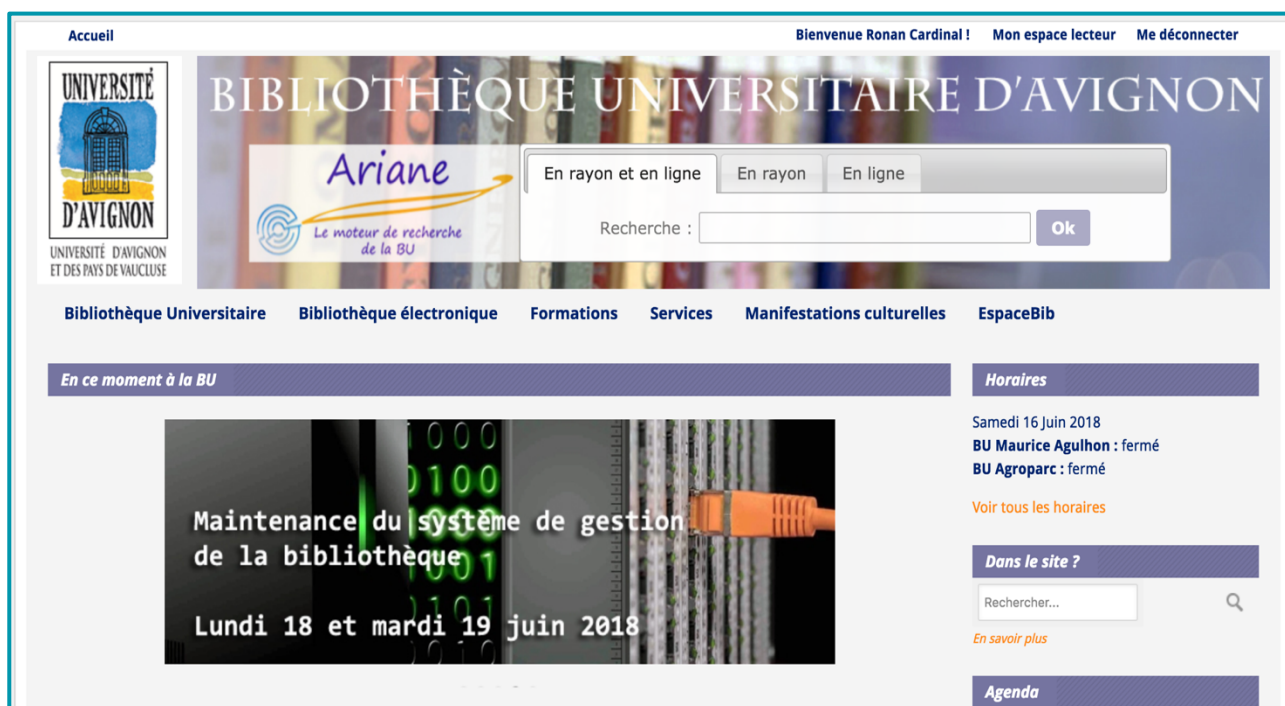 Accueil
Bienvenue Ronan Cardinal !
Mon espace lecteur
Me déconnecter
UNIVERSITÉ
D'AVIGNON
UNIVERSITÉ D'AVIGNON
ET DES PAYS DE VAUCLUSE
BIBLIOTHÈQUE UNIVERSITAIRE D'AVIGNON
Ariane
Le moteur de recherche
de la BU
En rayon et en ligne
En rayon
En ligne
Recherche :
Ok
Bibliothèque Universitaire
Bibliothèque électronique
Formations
Services
Manifestations culturelles
EspaceBib
En ce moment à la BU
Maintenance du système de gestion
de la bibliothèque
Lundi 18 et mardi 19 juin 2018
Horaires
Samedi 16 Juin 2018
BU Maurice Agulhon : fermé
BU Agroparc : fermé
Voir tous les horaires
Dans le site ?
Rechercher...
En savoir plus
Agenda